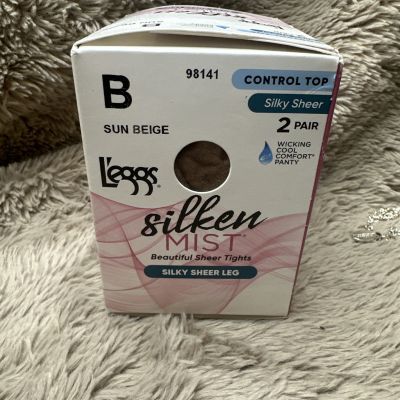 98141
B
SUN BEIGE
CONTROL TOP
Silky Sheer
2 PAIR
WICKING
COOL
COMFORT®
PANTY
L'eggs®
silken
MIST®
Beautiful Sheer Tights
SILKY SHEER LEG